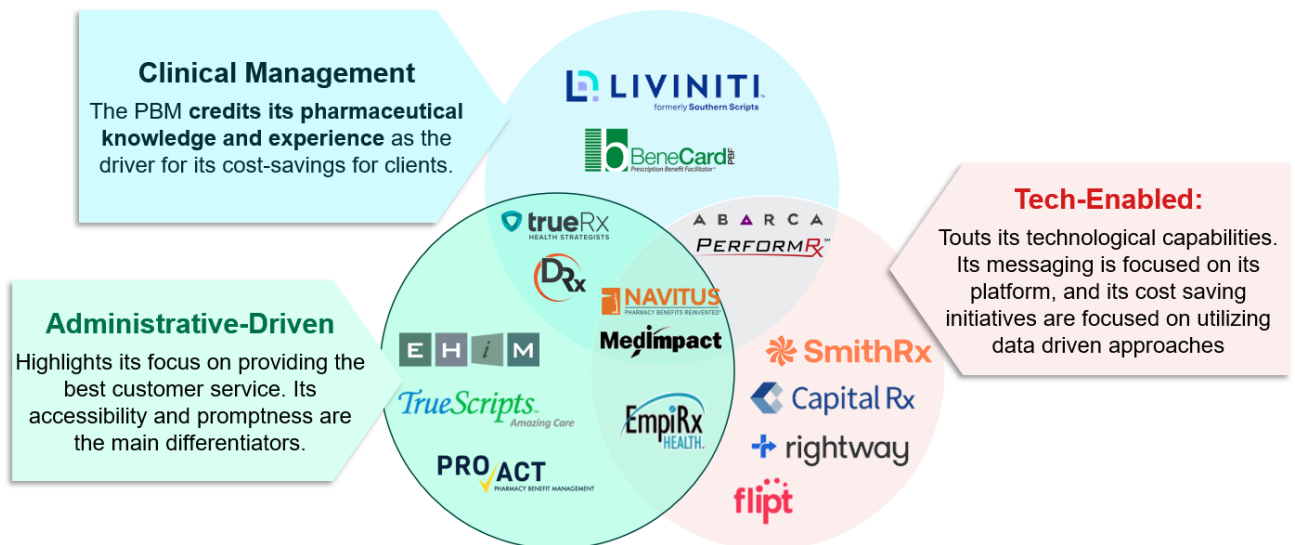 Clinical Management
The PBM credits its pharmaceutical
knowledge and experience as the
driver for its cost-savings for clients.
LIVINITI
formerly Southern Scripts
BeneCard PBF
Prescription Benefit Facilitator
trueRx
HEALTH STRATEGISTS
DRx
ABARCA
PERFORMRx℠
NAVITUS
PHARMACY BENEFITS REINVENTED
MedImpact
EmpiRx
HEALTH
Administrative-Driven
Highlights its focus on providing the
best customer service. Its
accessibility and promptness are
the main differentiators.
EHiM
TrueScripts
Amazing Care
PROACT
PHARMACY BENEFIT MANAGEMENT
Tech-Enabled:
Touts its technological capabilities.
Its messaging is focused on its
platform, and its cost saving
initiatives are focused on utilizing
data driven approaches
SmithRx
Capital Rx
rightway
flipt